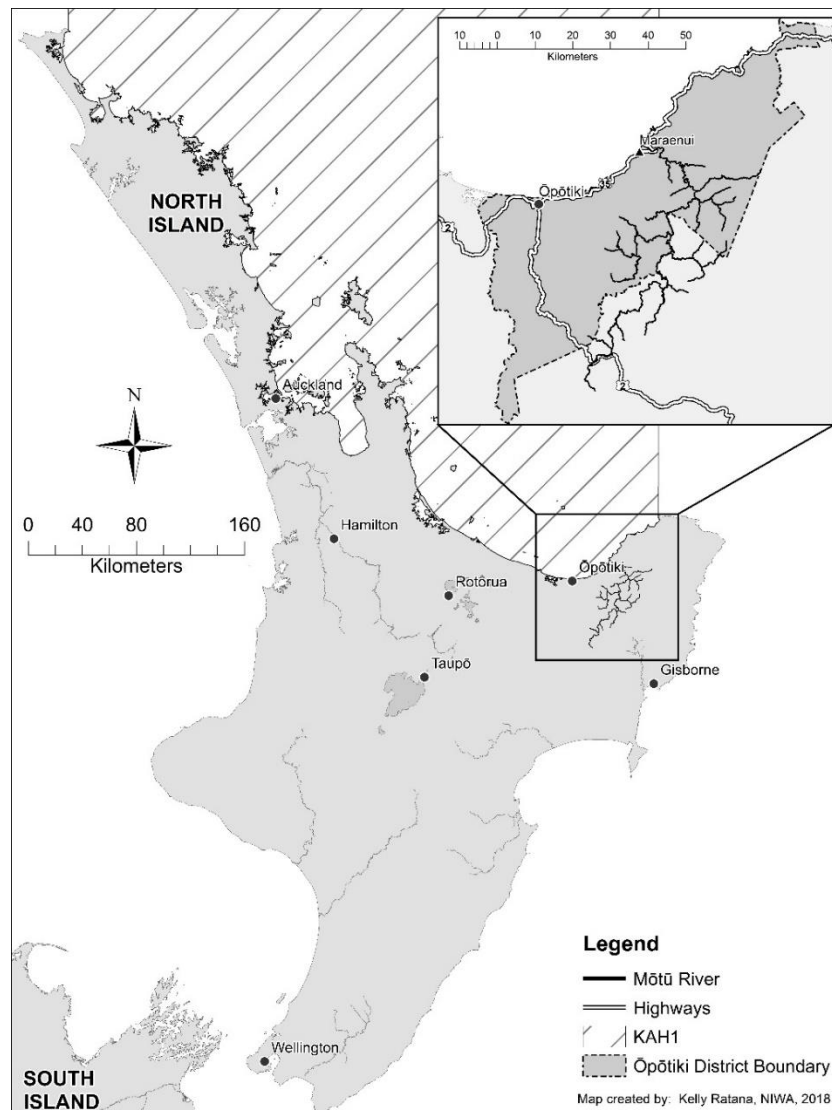 10 0 10 20 30 40 50
Kilometers
Maraenui
Ōpōtiki
2
2
NORTH
ISLAND
Auckland
N
0 40 80 160
Kilometers
Hamilton
Ōpōtiki
Rotôrua
Taupō
Gisborne
Wellington
SOUTH
ISLAND
Legend
Mōtū River
Highways
KAH1
Ōpōtiki District Boundary
Map created by: Kelly Ratana, NIWA, 2018